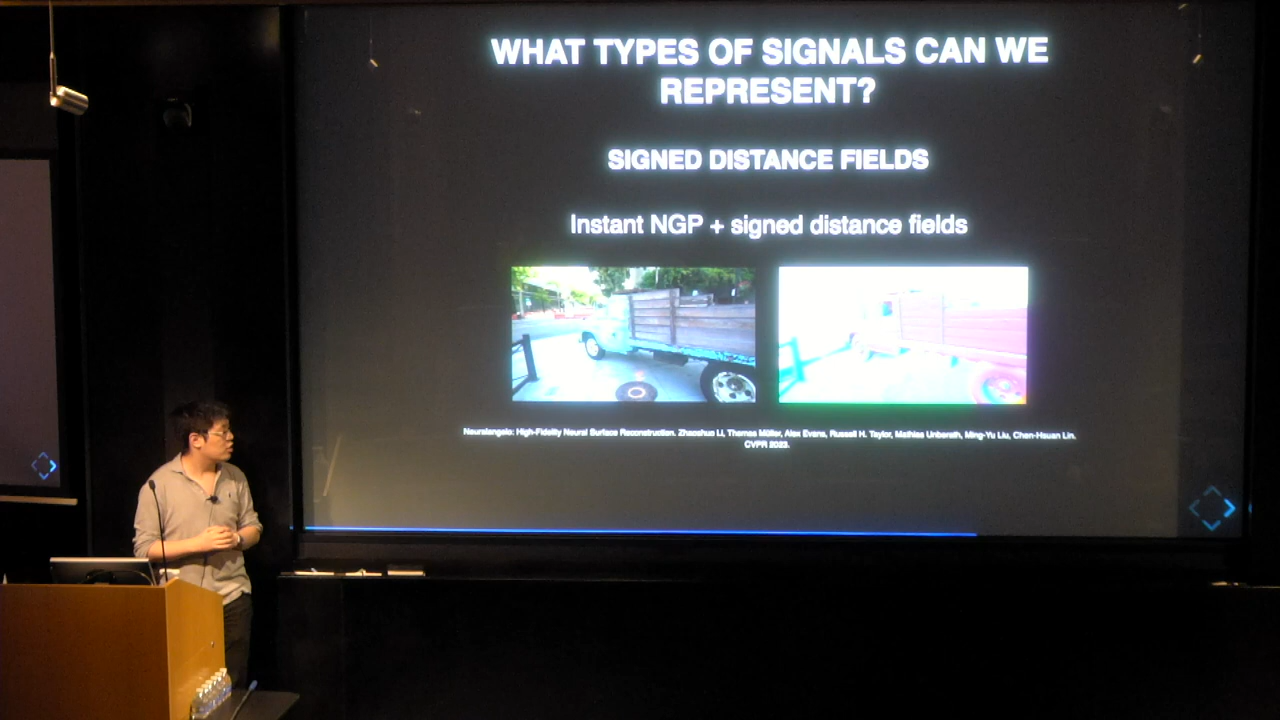 WHAT TYPES OF SIGNALS CAN WE
REPRESENT?
SIGNED DISTANCE FIELDS
Instant NGP + signed distance fields
Neuralangelo: High-Fidelity Neural Surface Reconstruction. Zhaoshuo Li, Thomas Müller, Alex Evans, Russell H. Taylor, Mathias Unberath, Ming-Yu Liu, Chen-Hsuan Lin.
CVPR 2023.